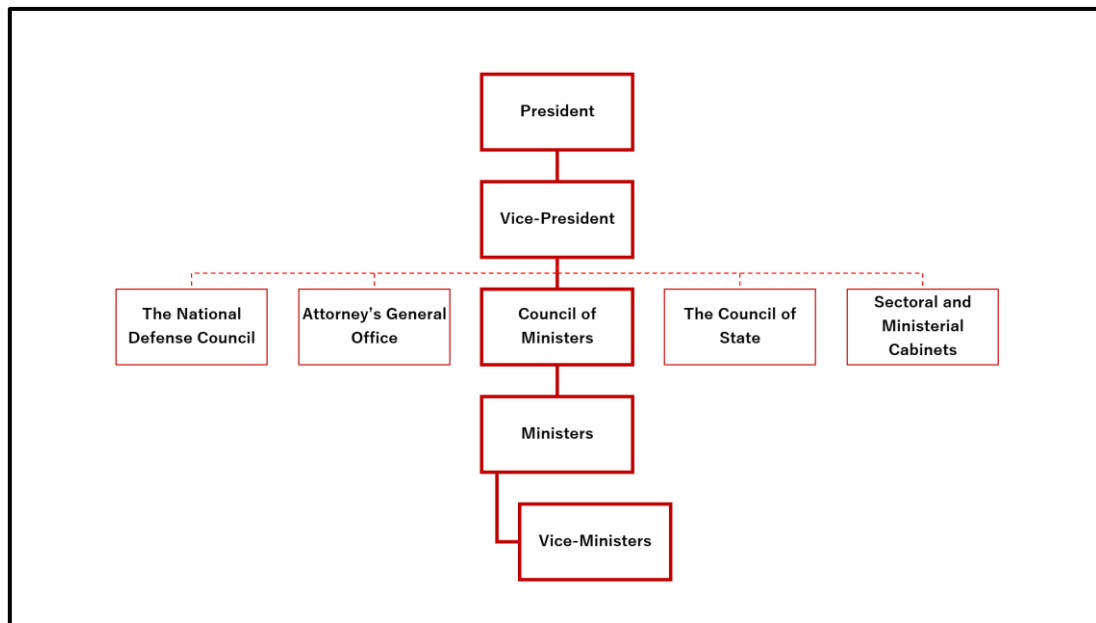 President
Vice-President
The National
Defense Council
Attorney's General
Office
Council of
Ministers
The Council of
State
Sectoral and
Ministerial
Cabinets
Ministers
Vice-Ministers